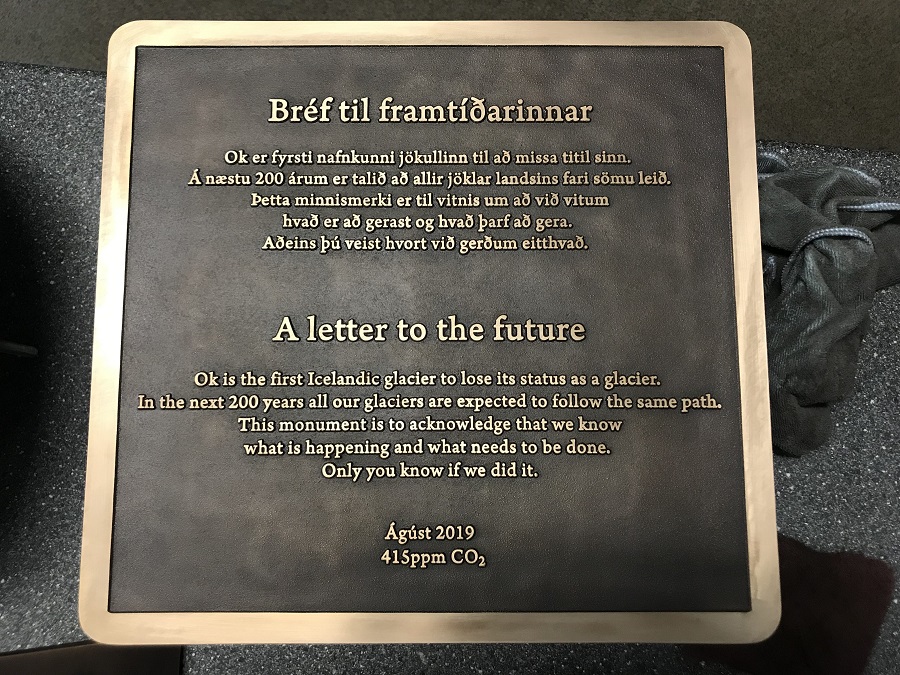 Bréf til framtíðarinnar
Ok er fyrsti nafnkunni jökullinn til að missa titil sinn.
Á næstu 200 árum er talið að allir jöklar landsins fari sömu leið.
Þetta minnismerki er til vitnis um að við vitum
hvað er að gerast og hvað þarf að gera.
Aðeins þú veist hvort við gerðum eitthvað.
A letter to the future
Ok is the first Icelandic glacier to lose its status as a glacier.
In the next 200 years all our glaciers are expected to follow the same path.
This monument is to acknowledge that we know
what is happening and what needs to be done.
Only you know if we did it.
Ágúst 2019
415ppm CO₂